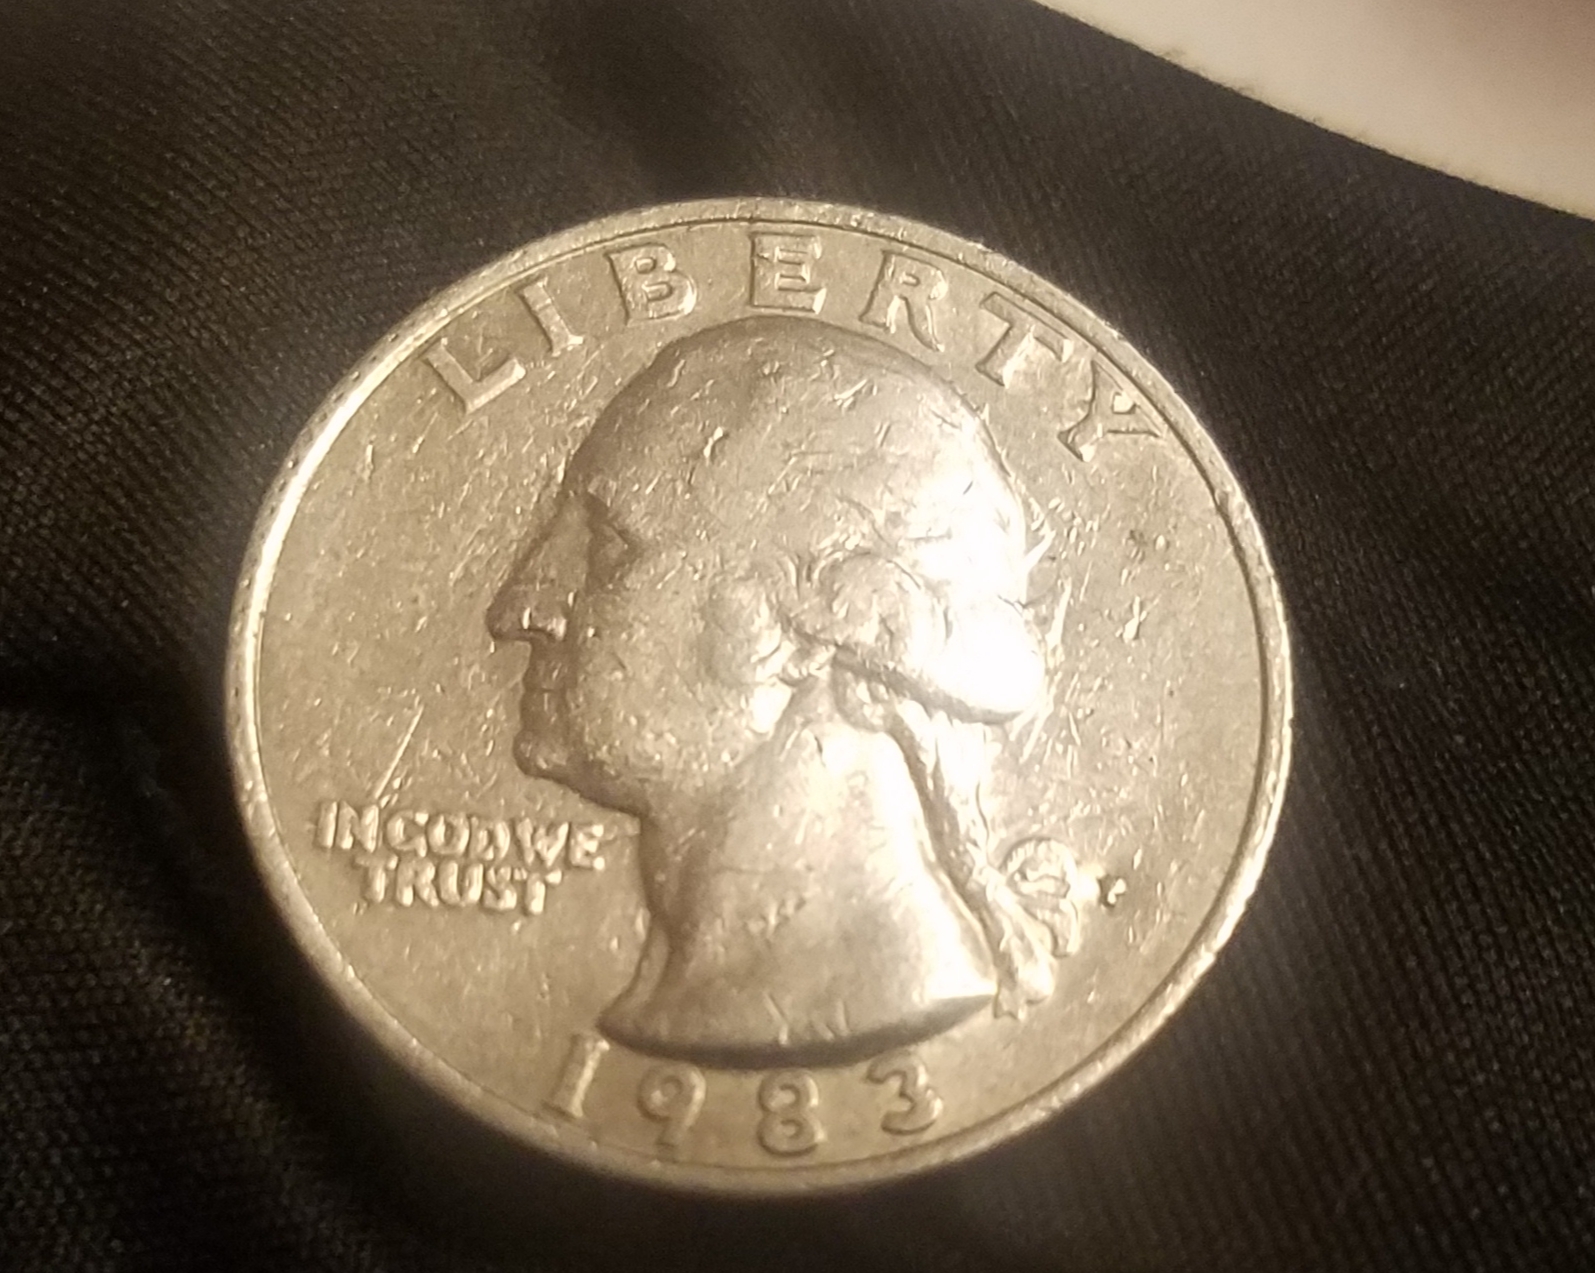 LIBERTY
IN GOD WE
TRUST
1983